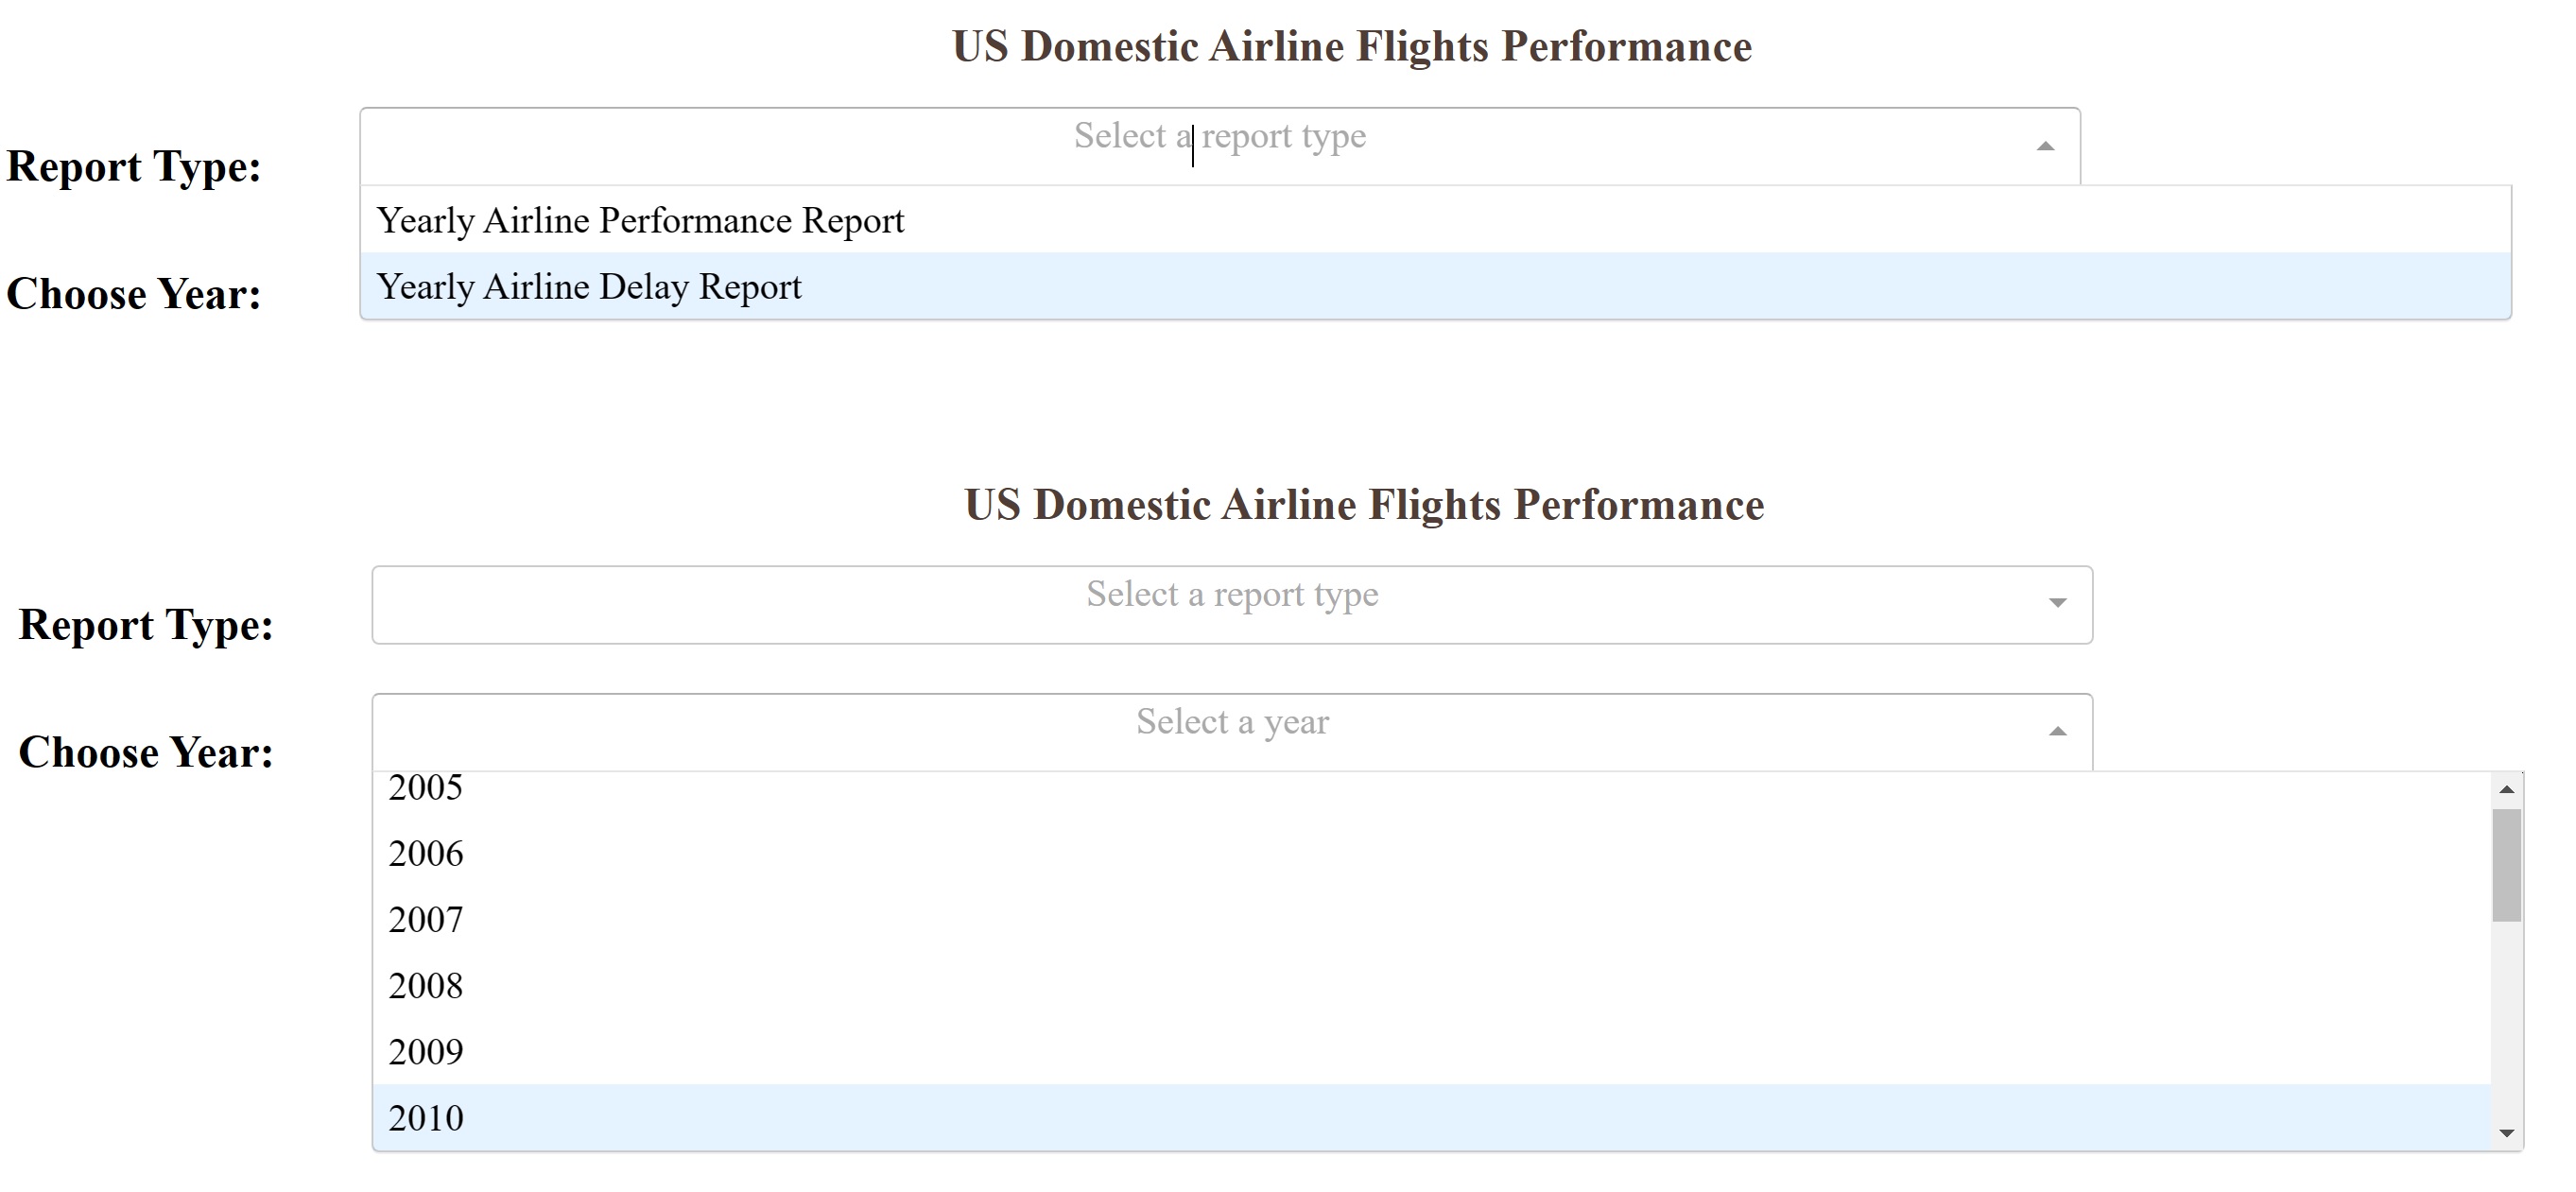 US Domestic Airline Flights Performance
Report Type:
Select a report type
Yearly Airline Performance Report
Choose Year:
Yearly Airline Delay Report
US Domestic Airline Flights Performance
Report Type:
Select a report type
Choose Year:
Select a year
2005
2006
2007
2008
2009
2010